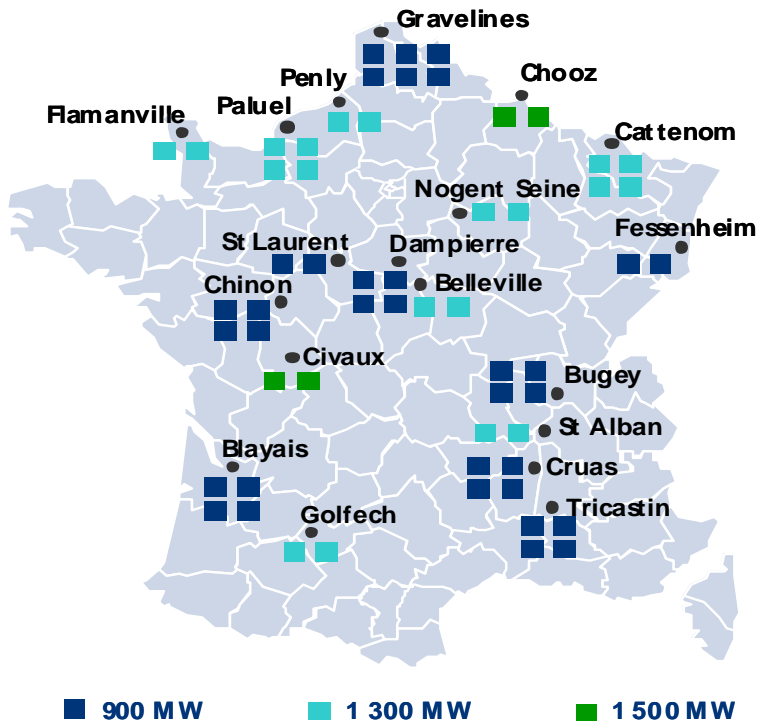 Gravelines
Penly
Chooz
Flamanville
Paluel
Cattenom
Nogent Seine
Fessenheim
St Laurent
Dampierre
Chinon
Belleville
Civaux
Bugey
St Alban
Blayais
Cruas
Tricastin
Golfech
900 MW
1 300 MW
1 500 MW